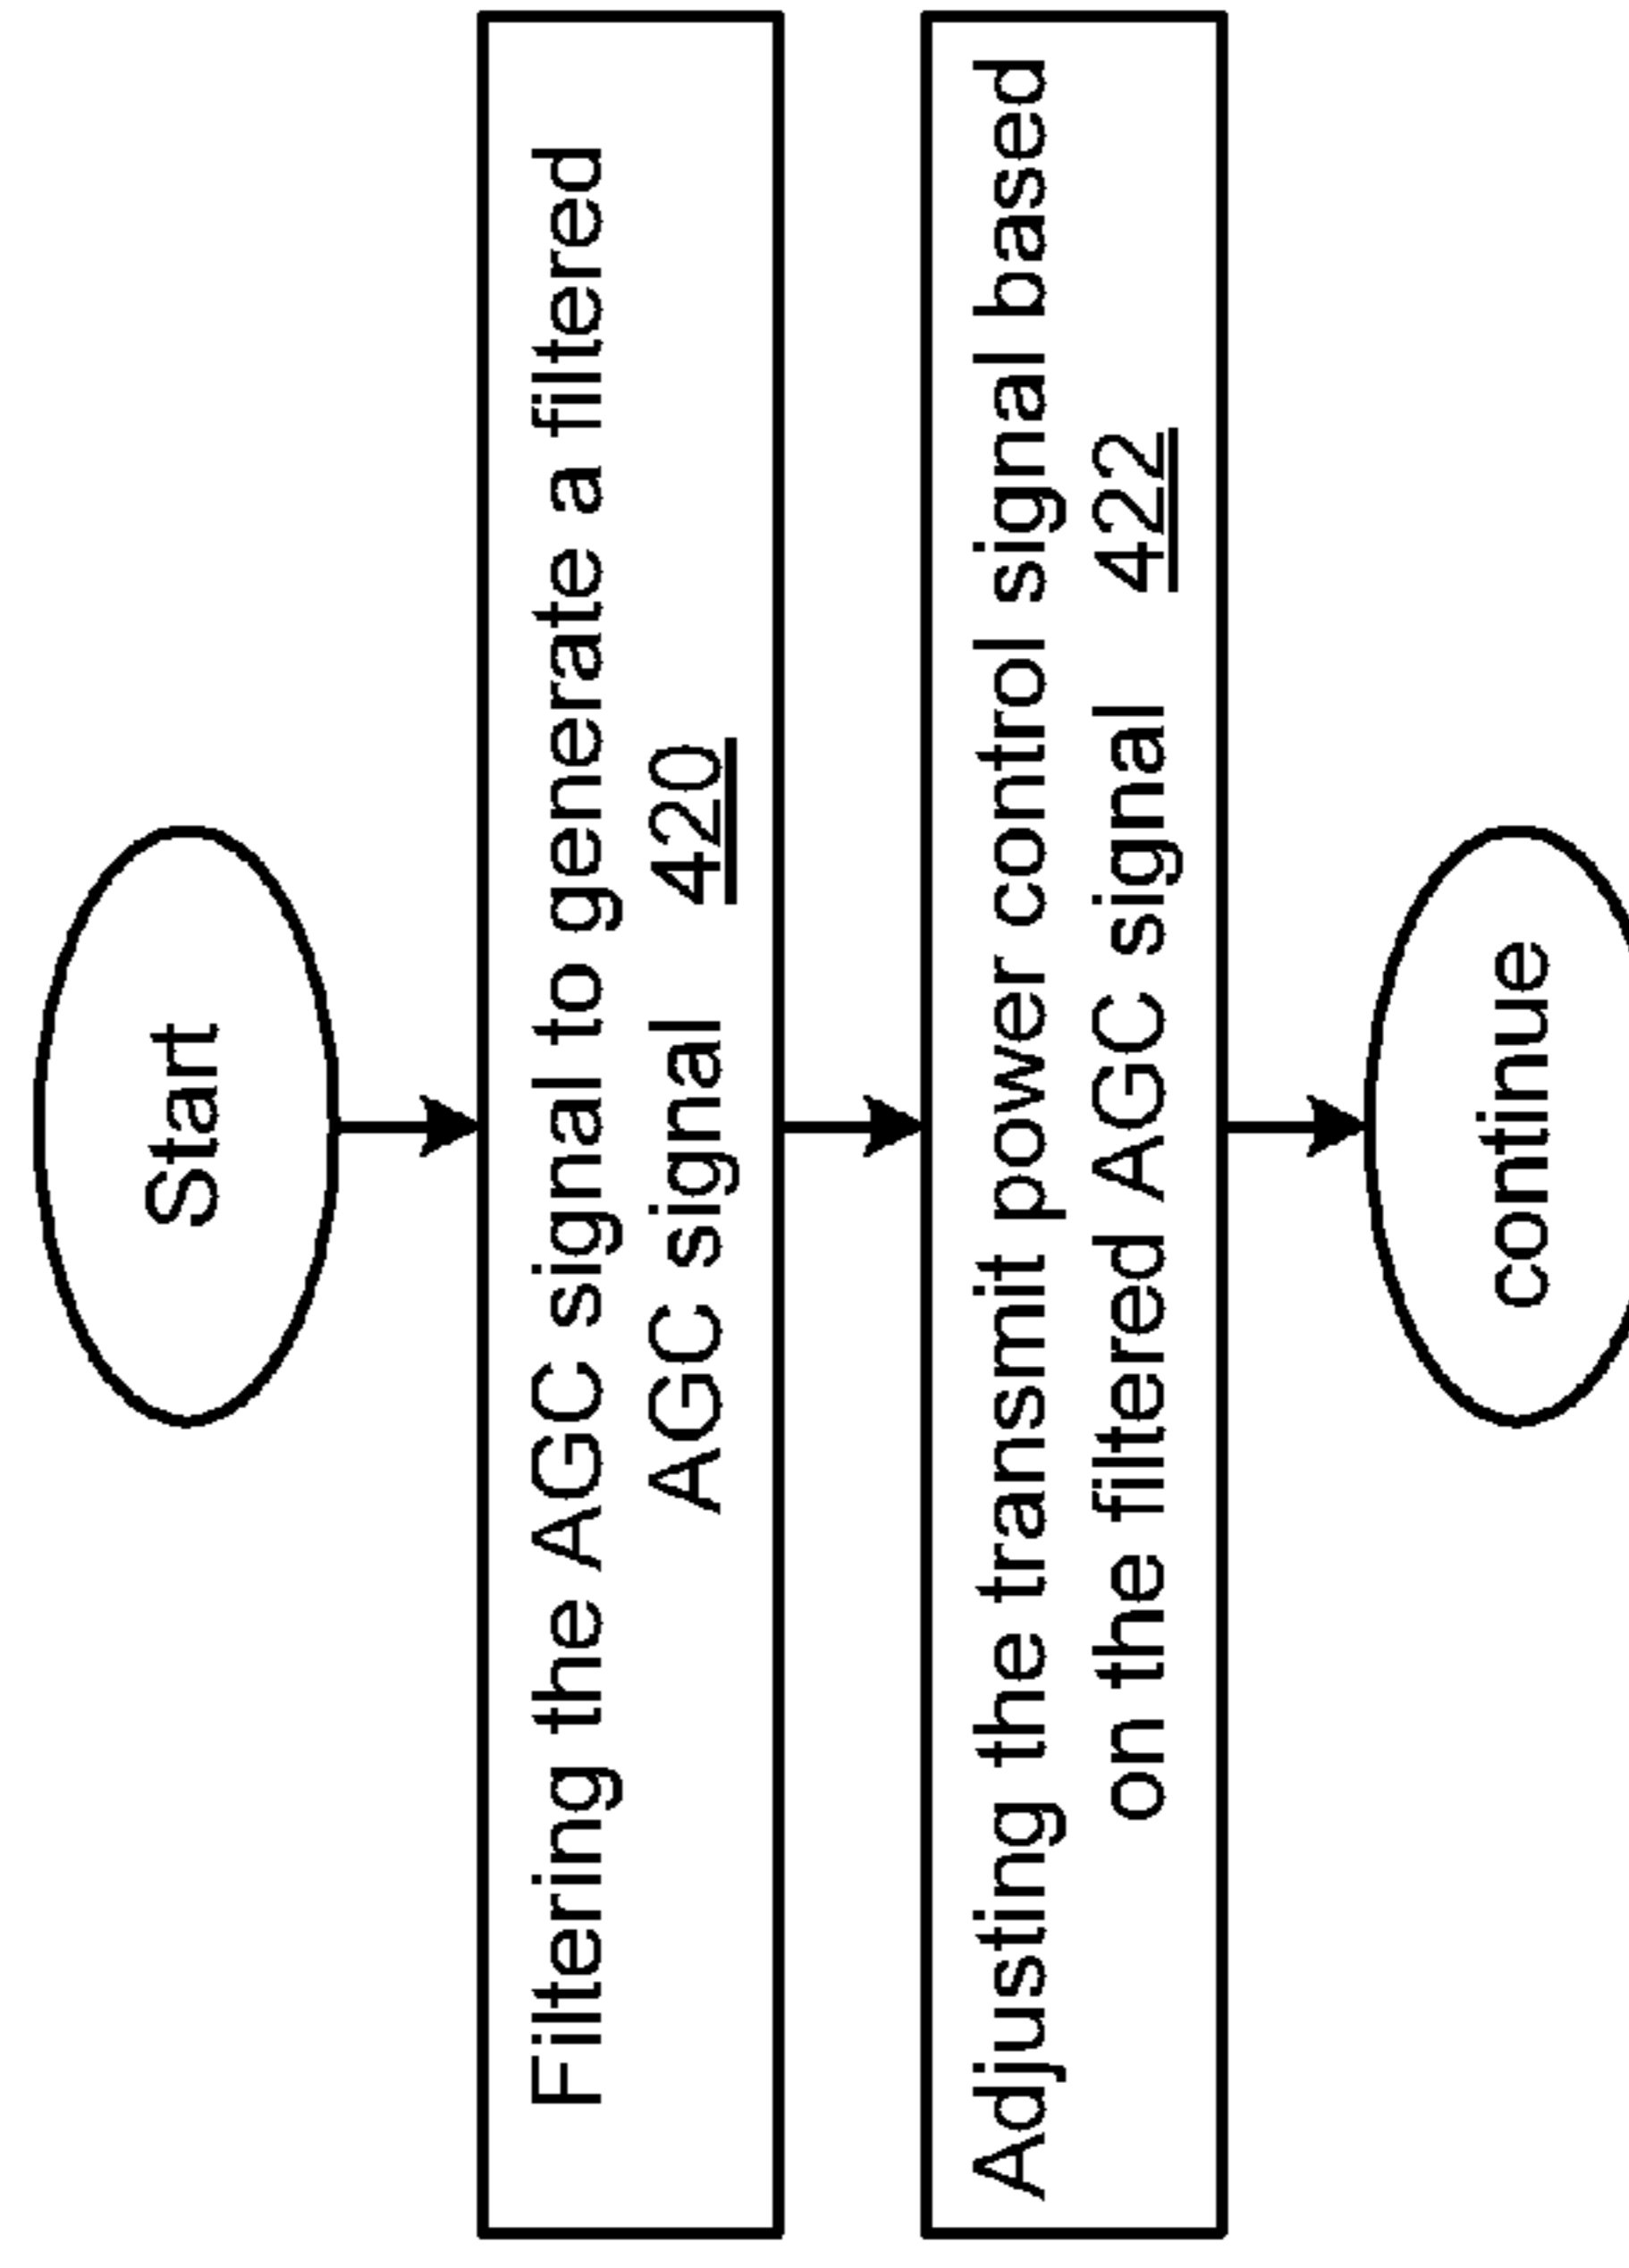 Start
Filtering the AGC signal to generate a filtered
AGC signal 420
Adjusting the transmit power control signal based
on the filtered AGC signal 422
continue